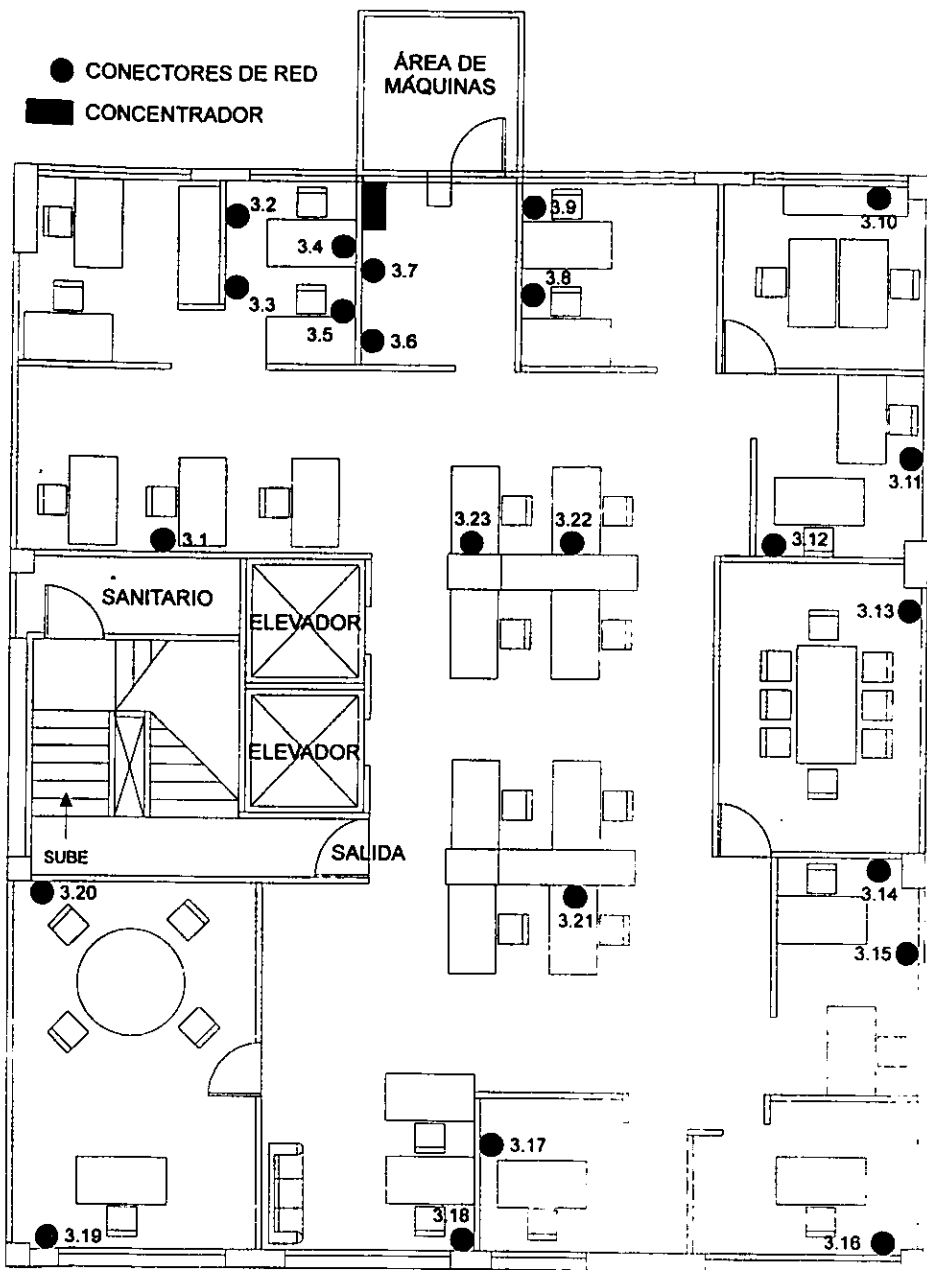 ÁREA DE
MÁQUINAS
CONECTORES DE RED
CONCENTRADOR
3.2
3.9
3.10
3.4
3.7
3.3
3.8
3.5
3.6
3.11
3.23
3.22
3.1
3.12
SANITARIO
ELEVADOR
3.13
ELEVADOR
SUBE
SALIDA
3.20
3.14
3.21
3.15
3.17
3.18
3.19
3.16